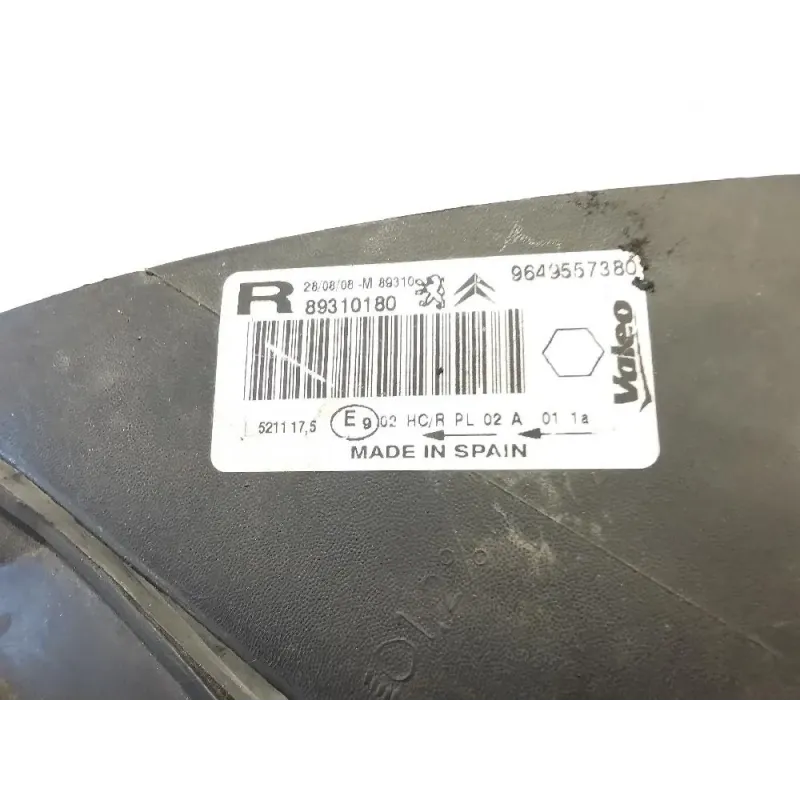 R
28/08/08 -M 89310
89310180
9649557380
Valeo
5211 17,5
E9 02 HC/R PL 02 A 01 1a
MADE IN SPAIN